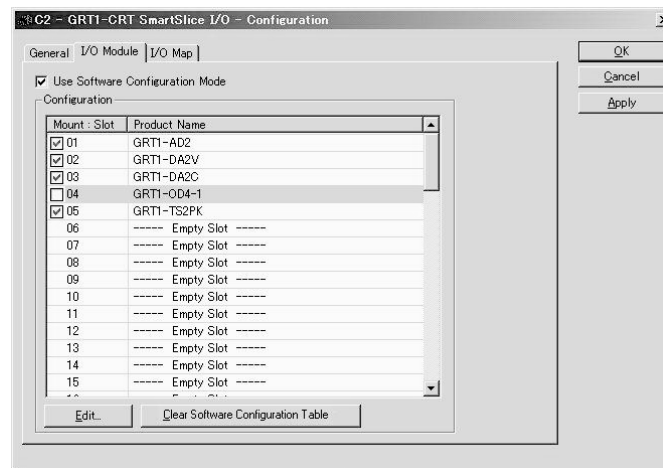 C2 - GRT1-CRT SmartSlice I/O - Configuration
General I/O Module I/O Map
OK
Cancel
Apply
Use Software Configuration Mode
Configuration
Mount : Slot Product Name
01 GRT1-AD2
02 GRT1-DA2V
03 GRT1-DA2C
04 GRT1-OD4-1
05 GRT1-TS2PK
06 ----- Empty Slot -----
07 ----- Empty Slot -----
08 ----- Empty Slot -----
09 ----- Empty Slot -----
10 ----- Empty Slot -----
11 ----- Empty Slot -----
12 ----- Empty Slot -----
13 ----- Empty Slot -----
14 ----- Empty Slot -----
15 ----- Empty Slot -----
Edit... Clear Software Configuration Table